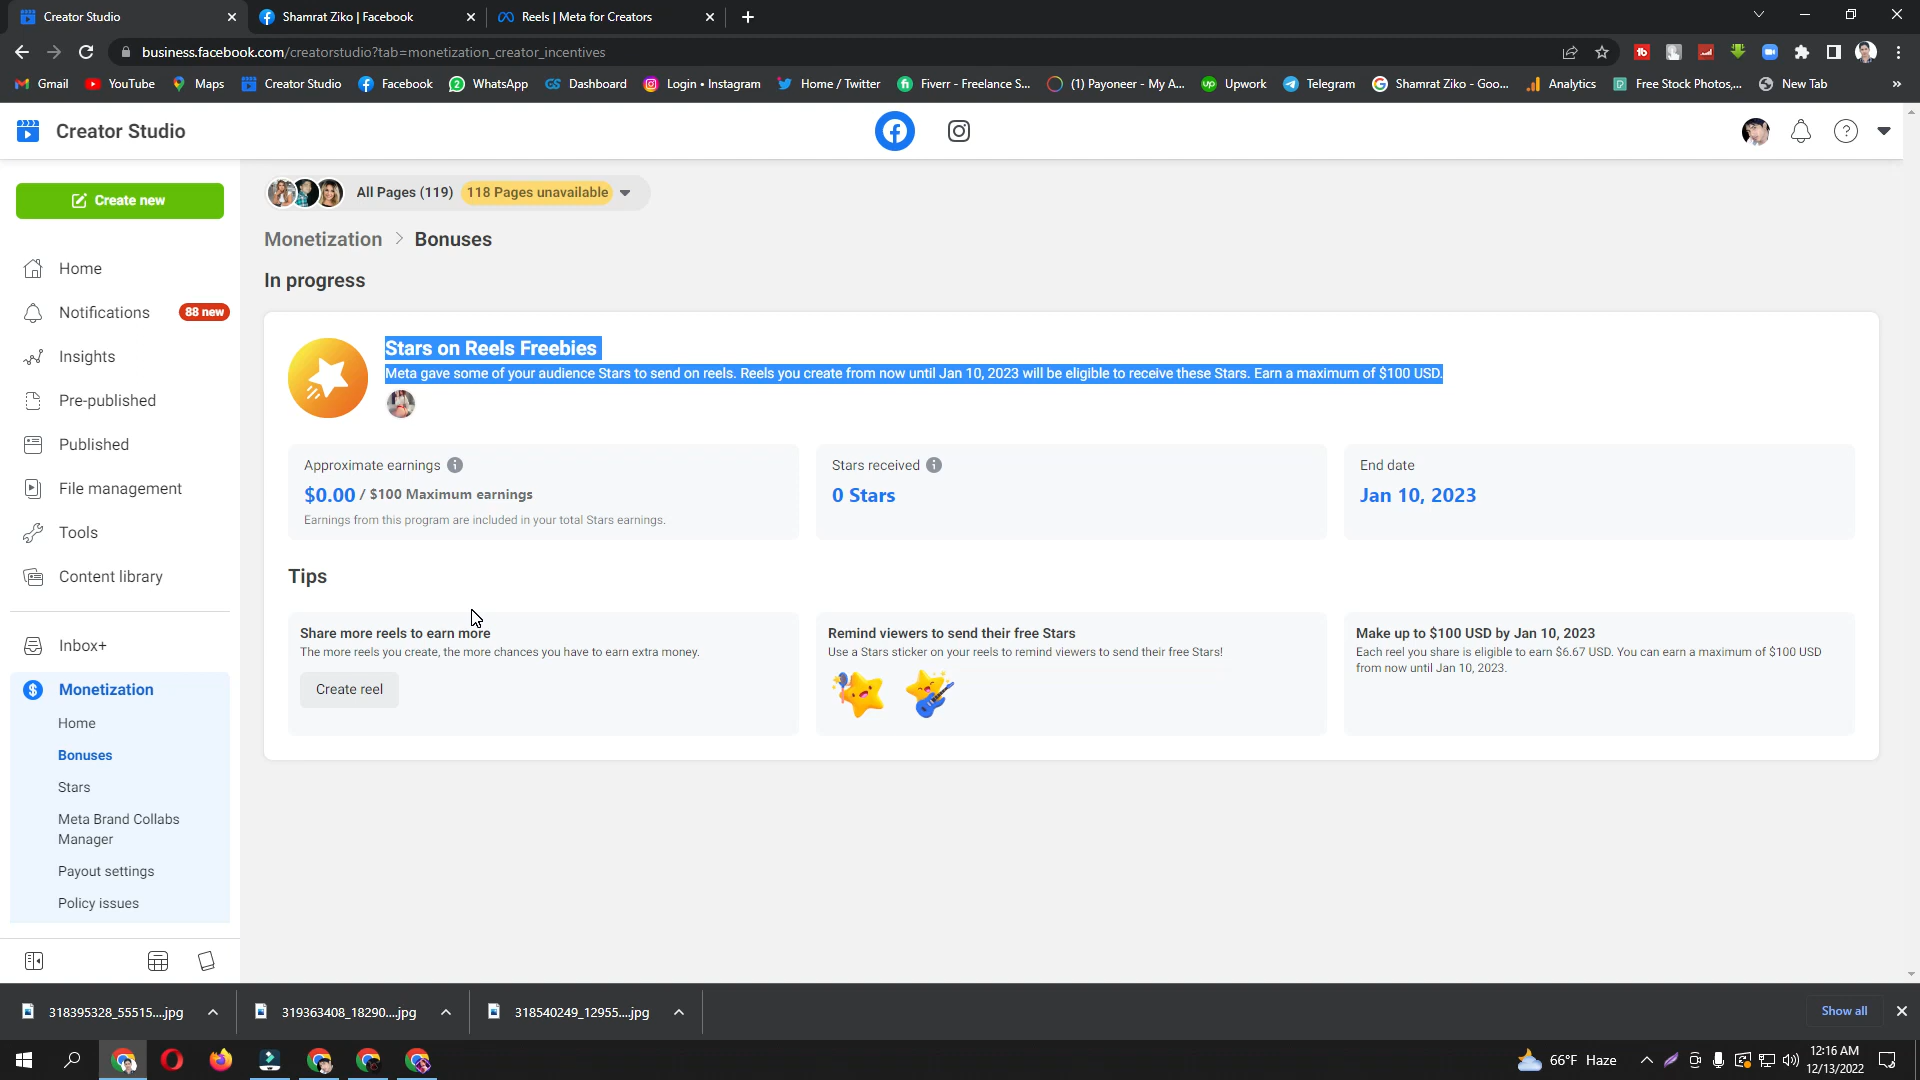 Creator Studio
Shamrat Ziko | Facebook
Reels | Meta for Creators
business.facebook.com/creatorstudio?tab=monetization_creator_incentives
Gmail
YouTube
Maps
Creator Studio
Facebook
WhatsApp
Dashboard
Login • Instagram
Home / Twitter
Fiverr - Freelance S...
(1) Payoneer - My A...
Upwork
Telegram
Shamrat Ziko - Goo...
Analytics
Free Stock Photos,...
New Tab
»
Creator Studio
Create new
All Pages (119)
118 Pages unavailable
Monetization > Bonuses
In progress
Home
Notifications
88 new
Insights
Pre-published
Published
File management
Tools
Content library
Inbox+
Monetization
Home
Bonuses
Stars
Meta Brand Collabs
Manager
Payout settings
Policy issues
Stars on Reels Freebies
Meta gave some of your audience Stars to send on reels. Reels you create from now until Jan 10, 2023 will be eligible to receive these Stars. Earn a maximum of $100 USD.
Approximate earnings
$0.00 / $100 Maximum earnings
Earnings from this program are included in your total Stars earnings.
Stars received
0 Stars
End date
Jan 10, 2023
Tips
Share more reels to earn more
The more reels you create, the more chances you have to earn extra money.
Create reel
Remind viewers to send their free Stars
Use a Stars sticker on your reels to remind viewers to send their free Stars!
Make up to $100 USD by Jan 10, 2023
Each reel you share is eligible to earn $6.67 USD. You can earn a maximum of $100 USD
from now until Jan 10, 2023.
318395328_55515....jpg
319363408_18290....jpg
318540249_12955....jpg
Show all
66°F Haze
12:16 AM
12/13/2022